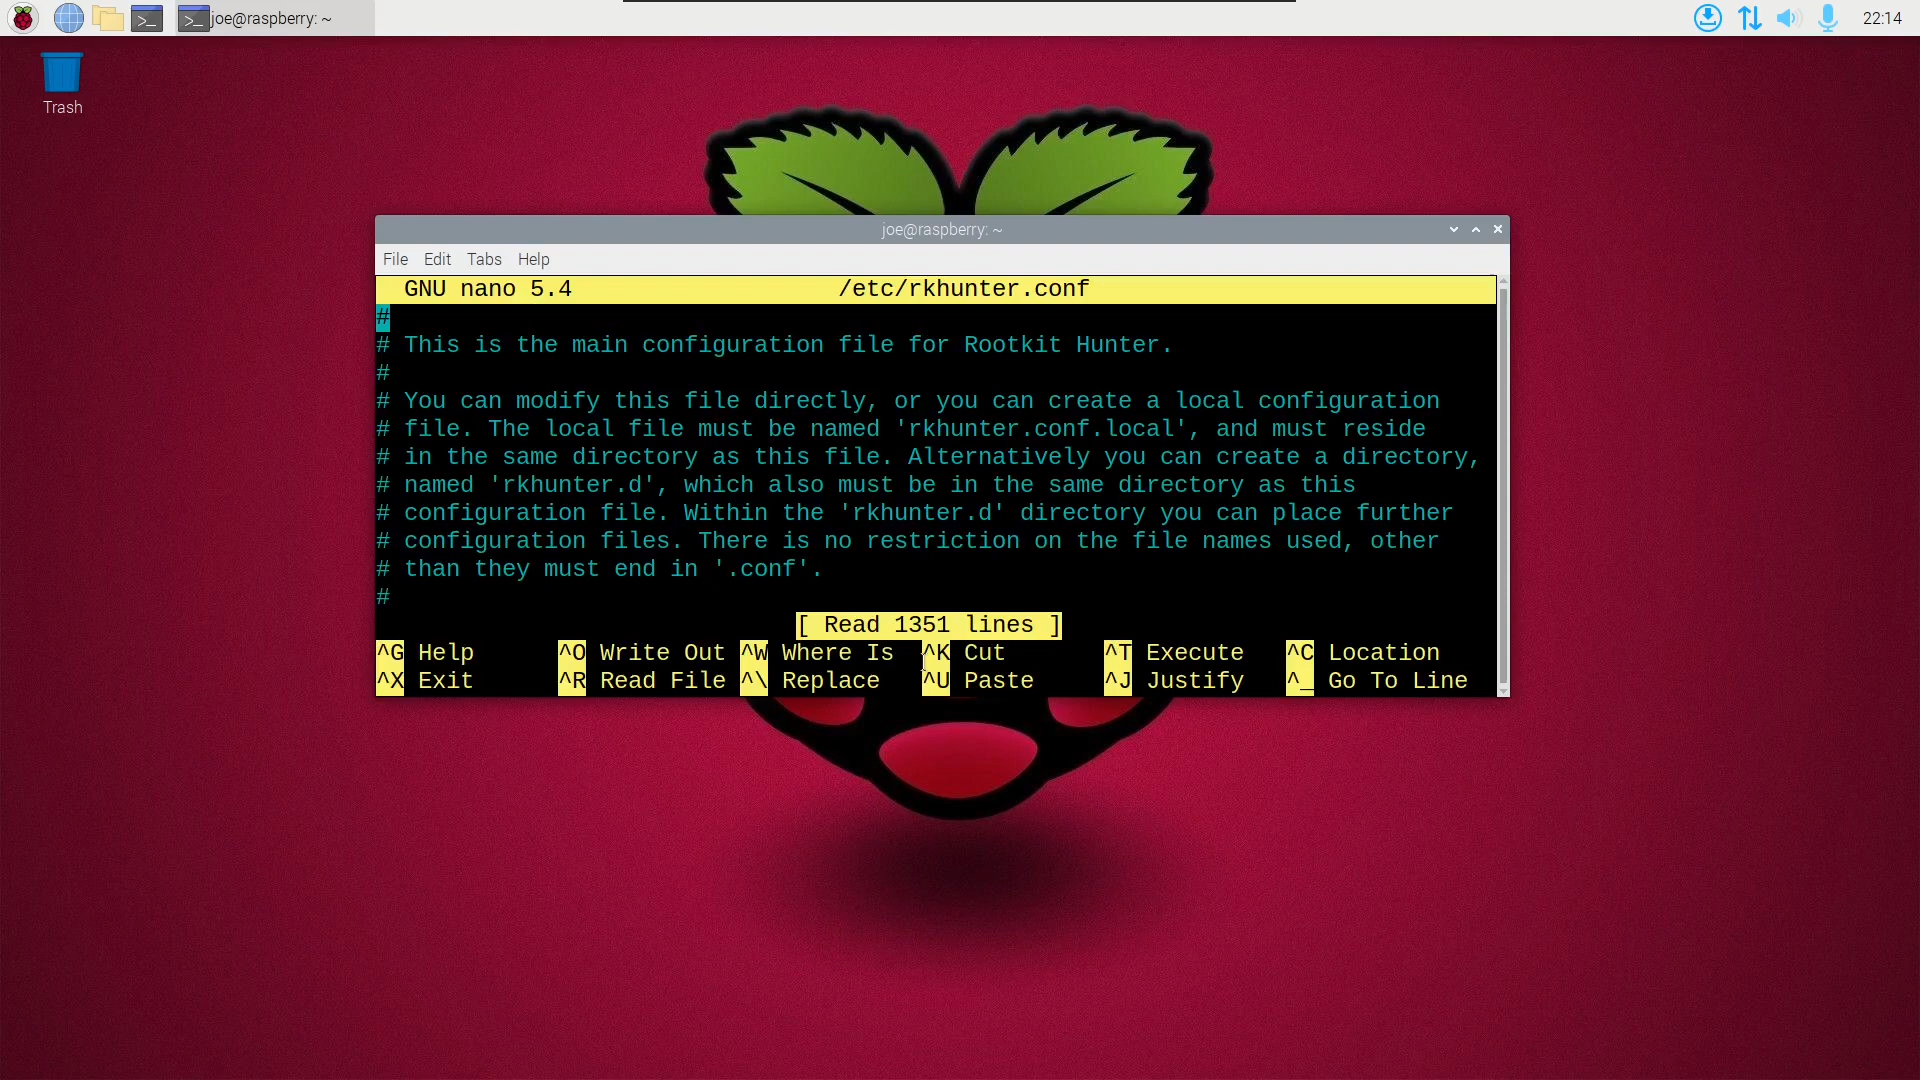 joe@raspberry: ~
22:14
Trash
joe@raspberry: ~
File Edit Tabs Help
GNU nano 5.4 /etc/rkhunter.conf
#
# This is the main configuration file for Rootkit Hunter.
#
# You can modify this file directly, or you can create a local configuration
# file. The local file must be named 'rkhunter.conf.local', and must reside
# in the same directory as this file. Alternatively you can create a directory,
# named 'rkhunter.d', which also must be in the same directory as this
# configuration file. Within the 'rkhunter.d' directory you can place further
# configuration files. There is no restriction on the file names used, other
# than they must end in '.conf'.
#
[ Read 1351 lines ]
^G Help ^O Write Out ^W Where Is ^K Cut ^T Execute ^C Location
^X Exit ^R Read File ^\ Replace ^U Paste ^J Justify ^_ Go To Line